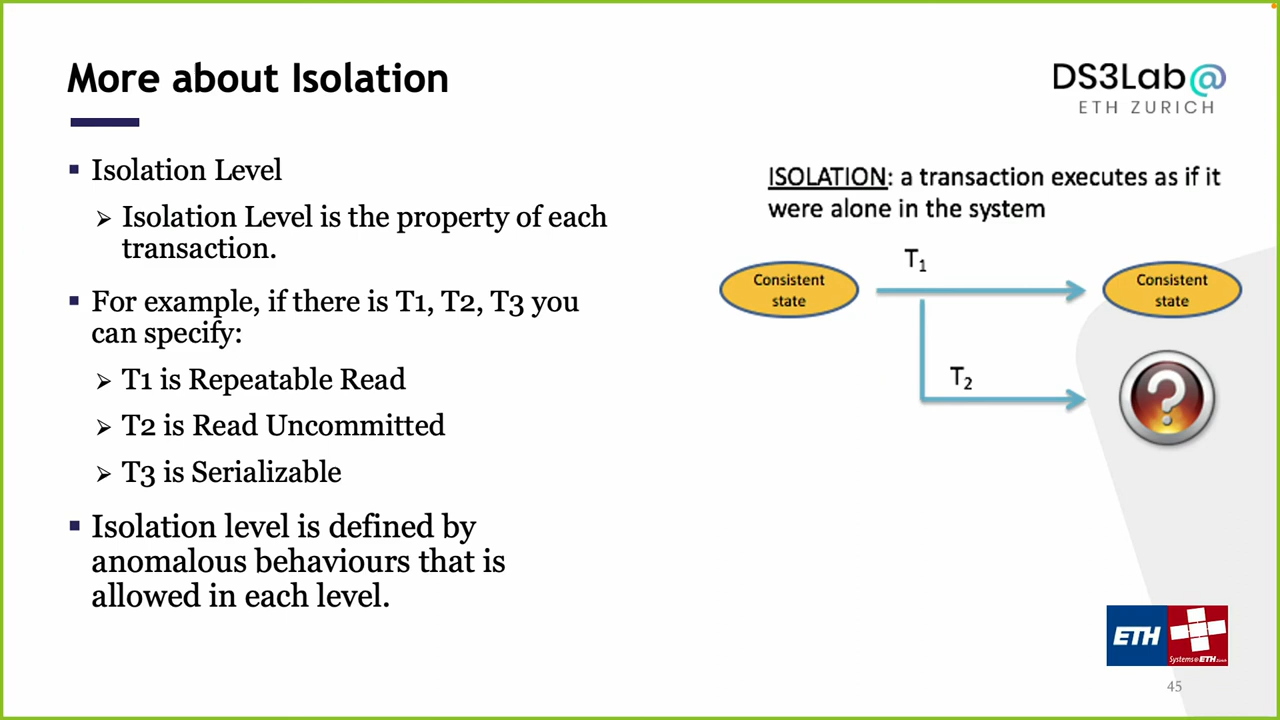 More about Isolation
DS3Lab@
ETH ZURICH
Isolation Level
Isolation Level is the property of each
transaction.
For example, if there is T1, T2, T3 you
can specify:
T1 is Repeatable Read
T2 is Read Uncommitted
T3 is Serializable
Isolation level is defined by
anomalous behaviours that is
allowed in each level.
ISOLATION: a transaction executes as if it
were alone in the system
T1
Consistent
state
Consistent
state
T2
?
ETH
Systems@ETH Zurich
45